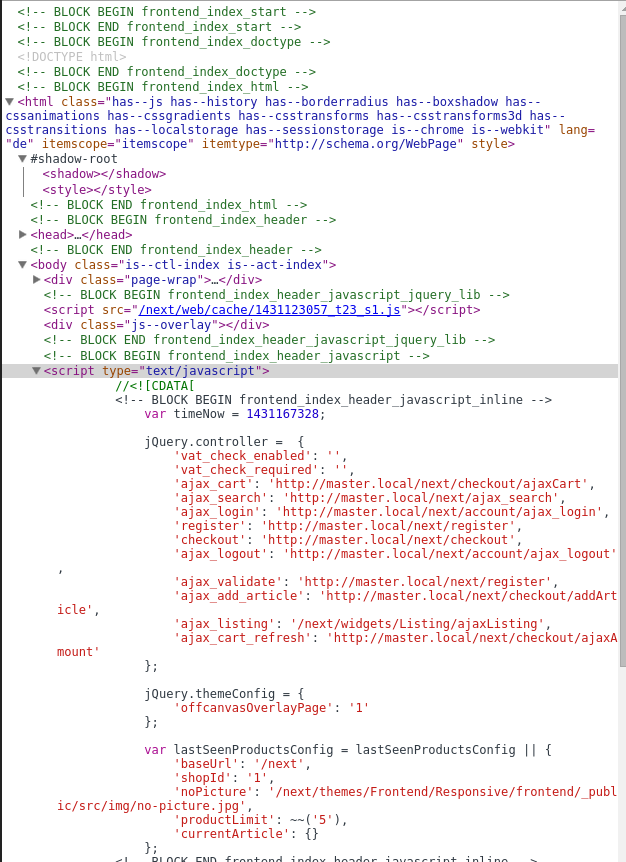 <!-- BLOCK BEGIN frontend_index_start -->
<!-- BLOCK END frontend_index_start -->
<!-- BLOCK BEGIN frontend_index_doctype -->
<!DOCTYPE html>
<!-- BLOCK END frontend_index_doctype -->
<!-- BLOCK BEGIN frontend_index_html -->
<html class="has--js has--history has--borderradius has--boxshadow has--
cssanimations has--cssgradients has--csstransforms has--csstransforms3d has--
csstransitions has--localstorage has--sessionstorage is--chrome is--webkit" lang=
"de" itemscope="itemscope" itemtype="http://schema.org/WebPage" style>
#shadow-root
<shadow></shadow>
<style></style>
<!-- BLOCK END frontend_index_html -->
<!-- BLOCK BEGIN frontend_index_header -->
<head>…</head>
<!-- BLOCK END frontend_index_header -->
<body class="is--ctl-index is--act-index">
<div class="page-wrap">…</div>
<!-- BLOCK BEGIN frontend_index_header_javascript_jquery_lib -->
<script src="/next/web/cache/1431123057_t23_s1.js"></script>
<div class="js--overlay"></div>
<!-- BLOCK END frontend_index_header_javascript_jquery_lib -->
<!-- BLOCK BEGIN frontend_index_header_javascript -->
<script type="text/javascript">
//<![CDATA[
<!-- BLOCK BEGIN frontend_index_header_javascript_inline -->
var timeNow = 1431167328;
jQuery.controller =  {
'vat_check_enabled': '',
'vat_check_required': '',
'ajax_cart': 'http://master.local/next/checkout/ajaxCart',
'ajax_search': 'http://master.local/next/ajax_search',
'ajax_login': 'http://master.local/next/account/ajax_login',
'register': 'http://master.local/next/register',
'checkout': 'http://master.local/next/checkout',
'ajax_logout': 'http://master.local/next/account/ajax_logout'
,
'ajax_validate': 'http://master.local/next/register',
'ajax_add_article': 'http://master.local/next/checkout/addArt
icle',
'ajax_listing': '/next/widgets/Listing/ajaxListing',
'ajax_cart_refresh': 'http://master.local/next/checkout/ajaxA
mount'
};
jQuery.themeConfig = {
'offcanvasOverlayPage': '1'
};
var lastSeenProductsConfig = lastSeenProductsConfig || {
'baseUrl': '/next',
'shopId': '1',
'noPicture': '/next/themes/Frontend/Responsive/frontend/_publ
ic/src/img/no-picture.jpg',
'productLimit': ~~('5'),
'currentArticle': {}
};
<!-- BLOCK END frontend_index_header_javascript_inline -->